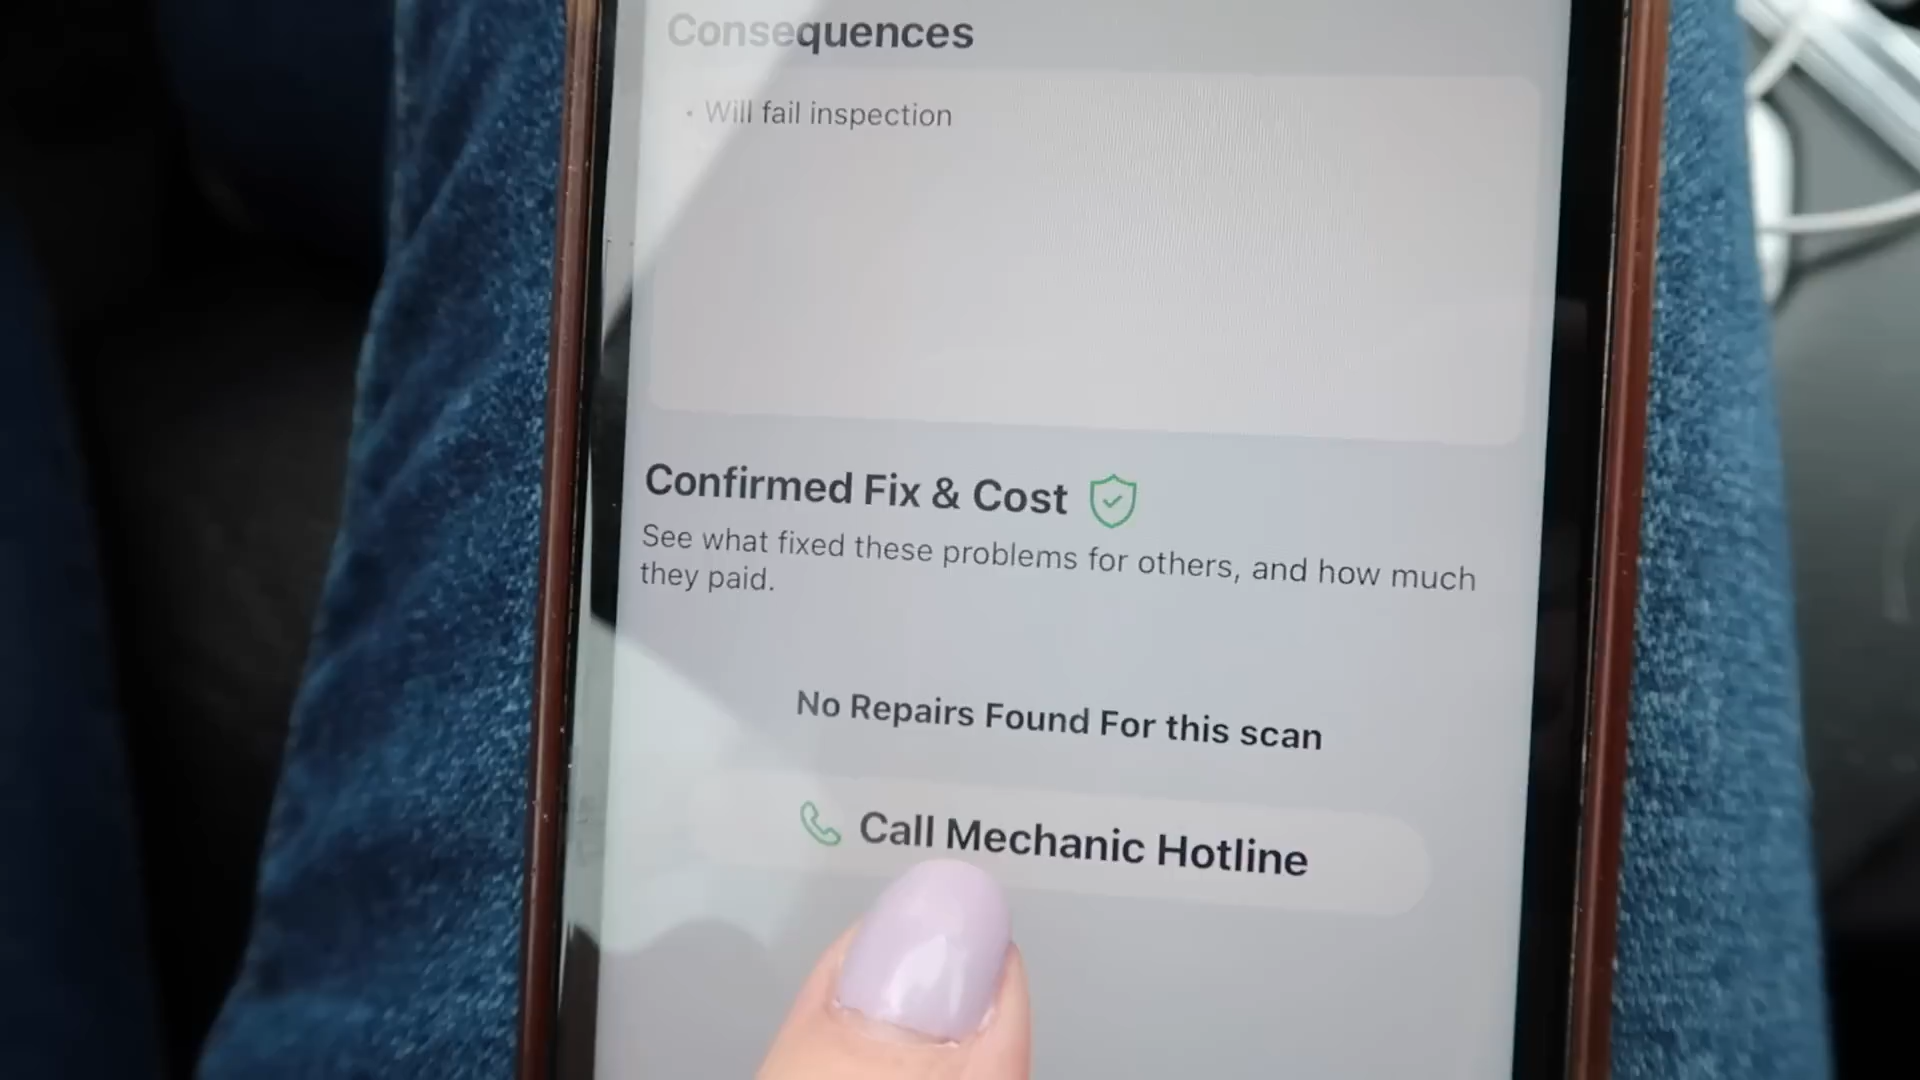 Consequences
· Will fail inspection
Confirmed Fix & Cost
See what fixed these problems for others, and how much
they paid.
No Repairs Found For this scan
Call Mechanic Hotline